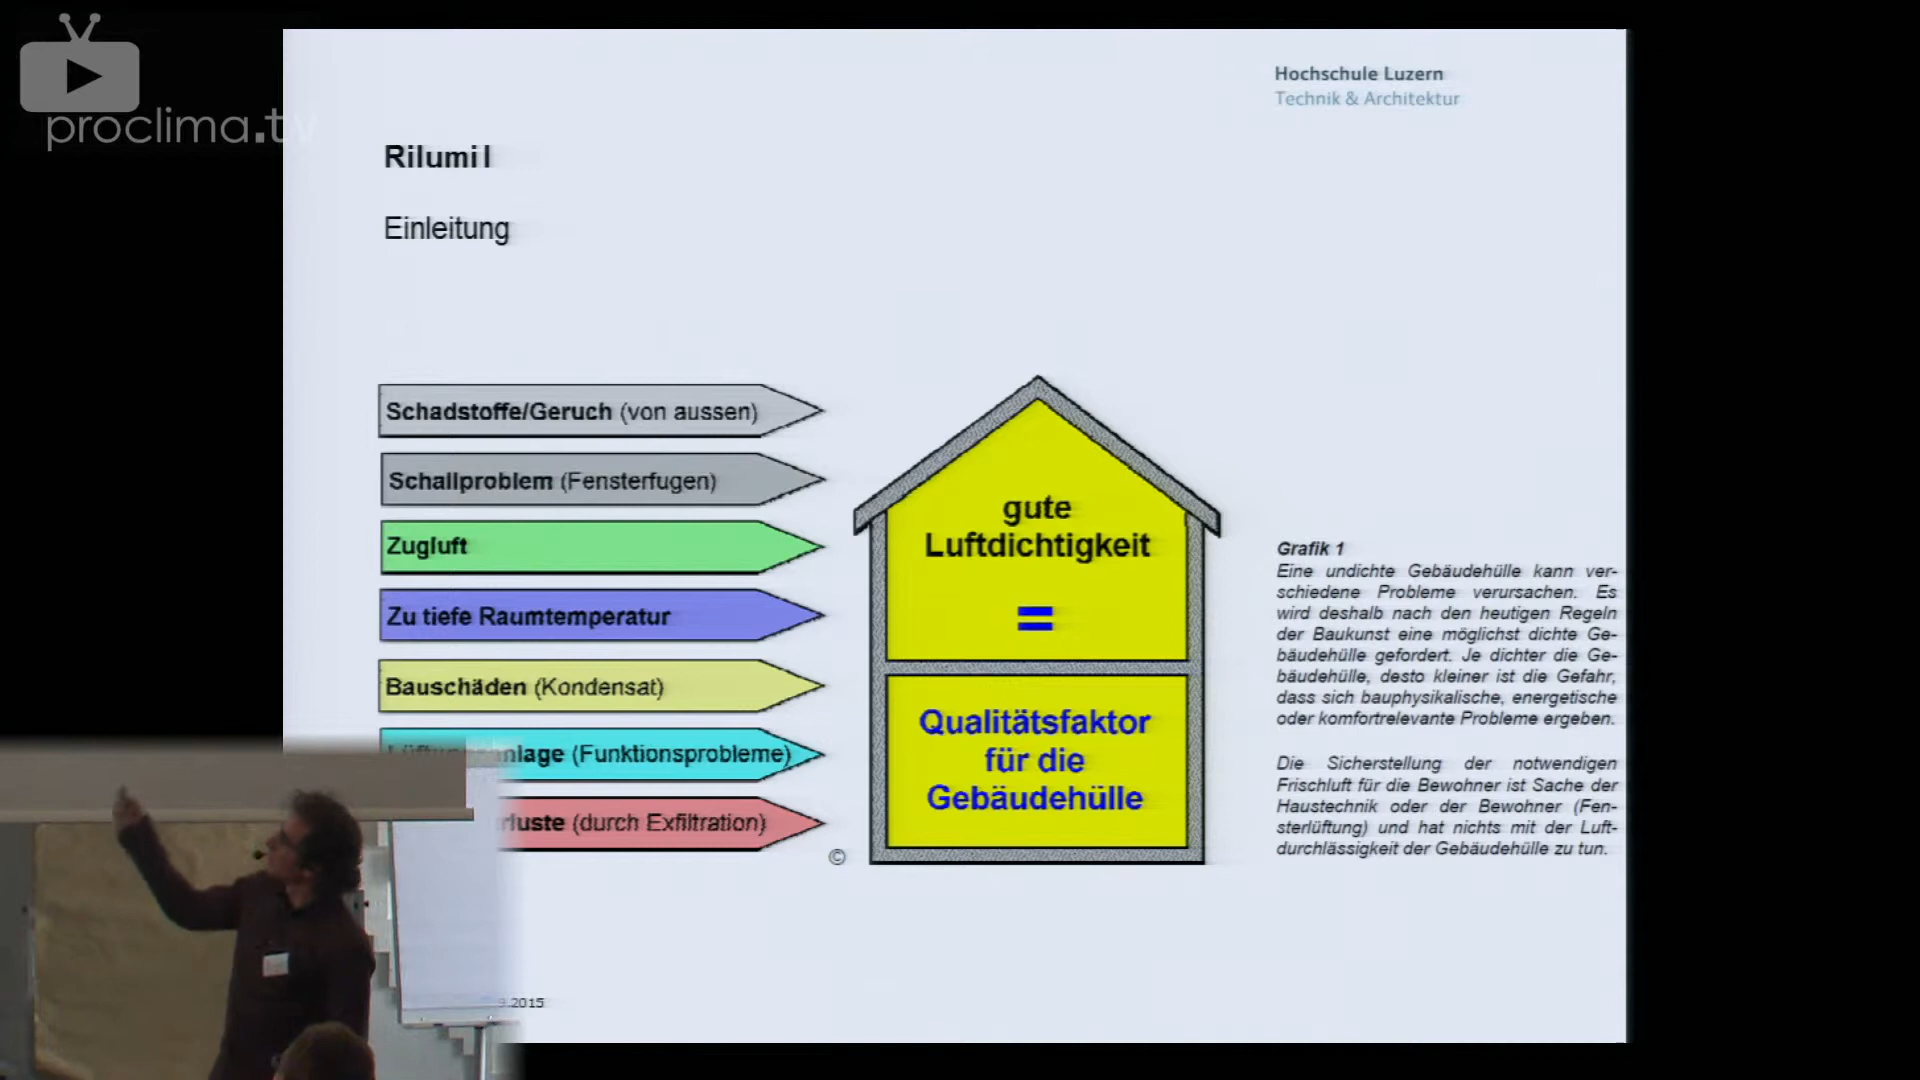 proclima.tv
Hochschule Luzern
Technik & Architektur
Rilumi I
Einleitung
Schadstoffe/Geruch (von aussen)
Schallproblem (Fensterfugen)
Zugluft
Zu tiefe Raumtemperatur
Bauschäden (Kondensat)
(Funktionsprobleme)
(durch Exfiltration)
©
gute
Luftdichtigkeit
=
Qualitätsfaktor
für die
Gebäudehülle
Grafik 1
Eine undichte Gebäudehülle kann ver-
schiedene Probleme verursachen. Es
wird deshalb nach den heutigen Regeln
der Baukunst eine möglichst dichte Ge-
bäudehülle gefordert. Je dichter die Ge-
bäudehülle, desto kleiner ist die Gefahr,
dass sich bauphysikalische, energetische
oder komfortrelevante Probleme ergeben.
Die Sicherstellung der notwendigen
Frischluft für die Bewohner ist Sache der
Haustechnik oder der Bewohner (Fen-
sterlüftung) und hat nichts mit der Luft-
durchlässigkeit der Gebäudehülle zu tun.
9.2015